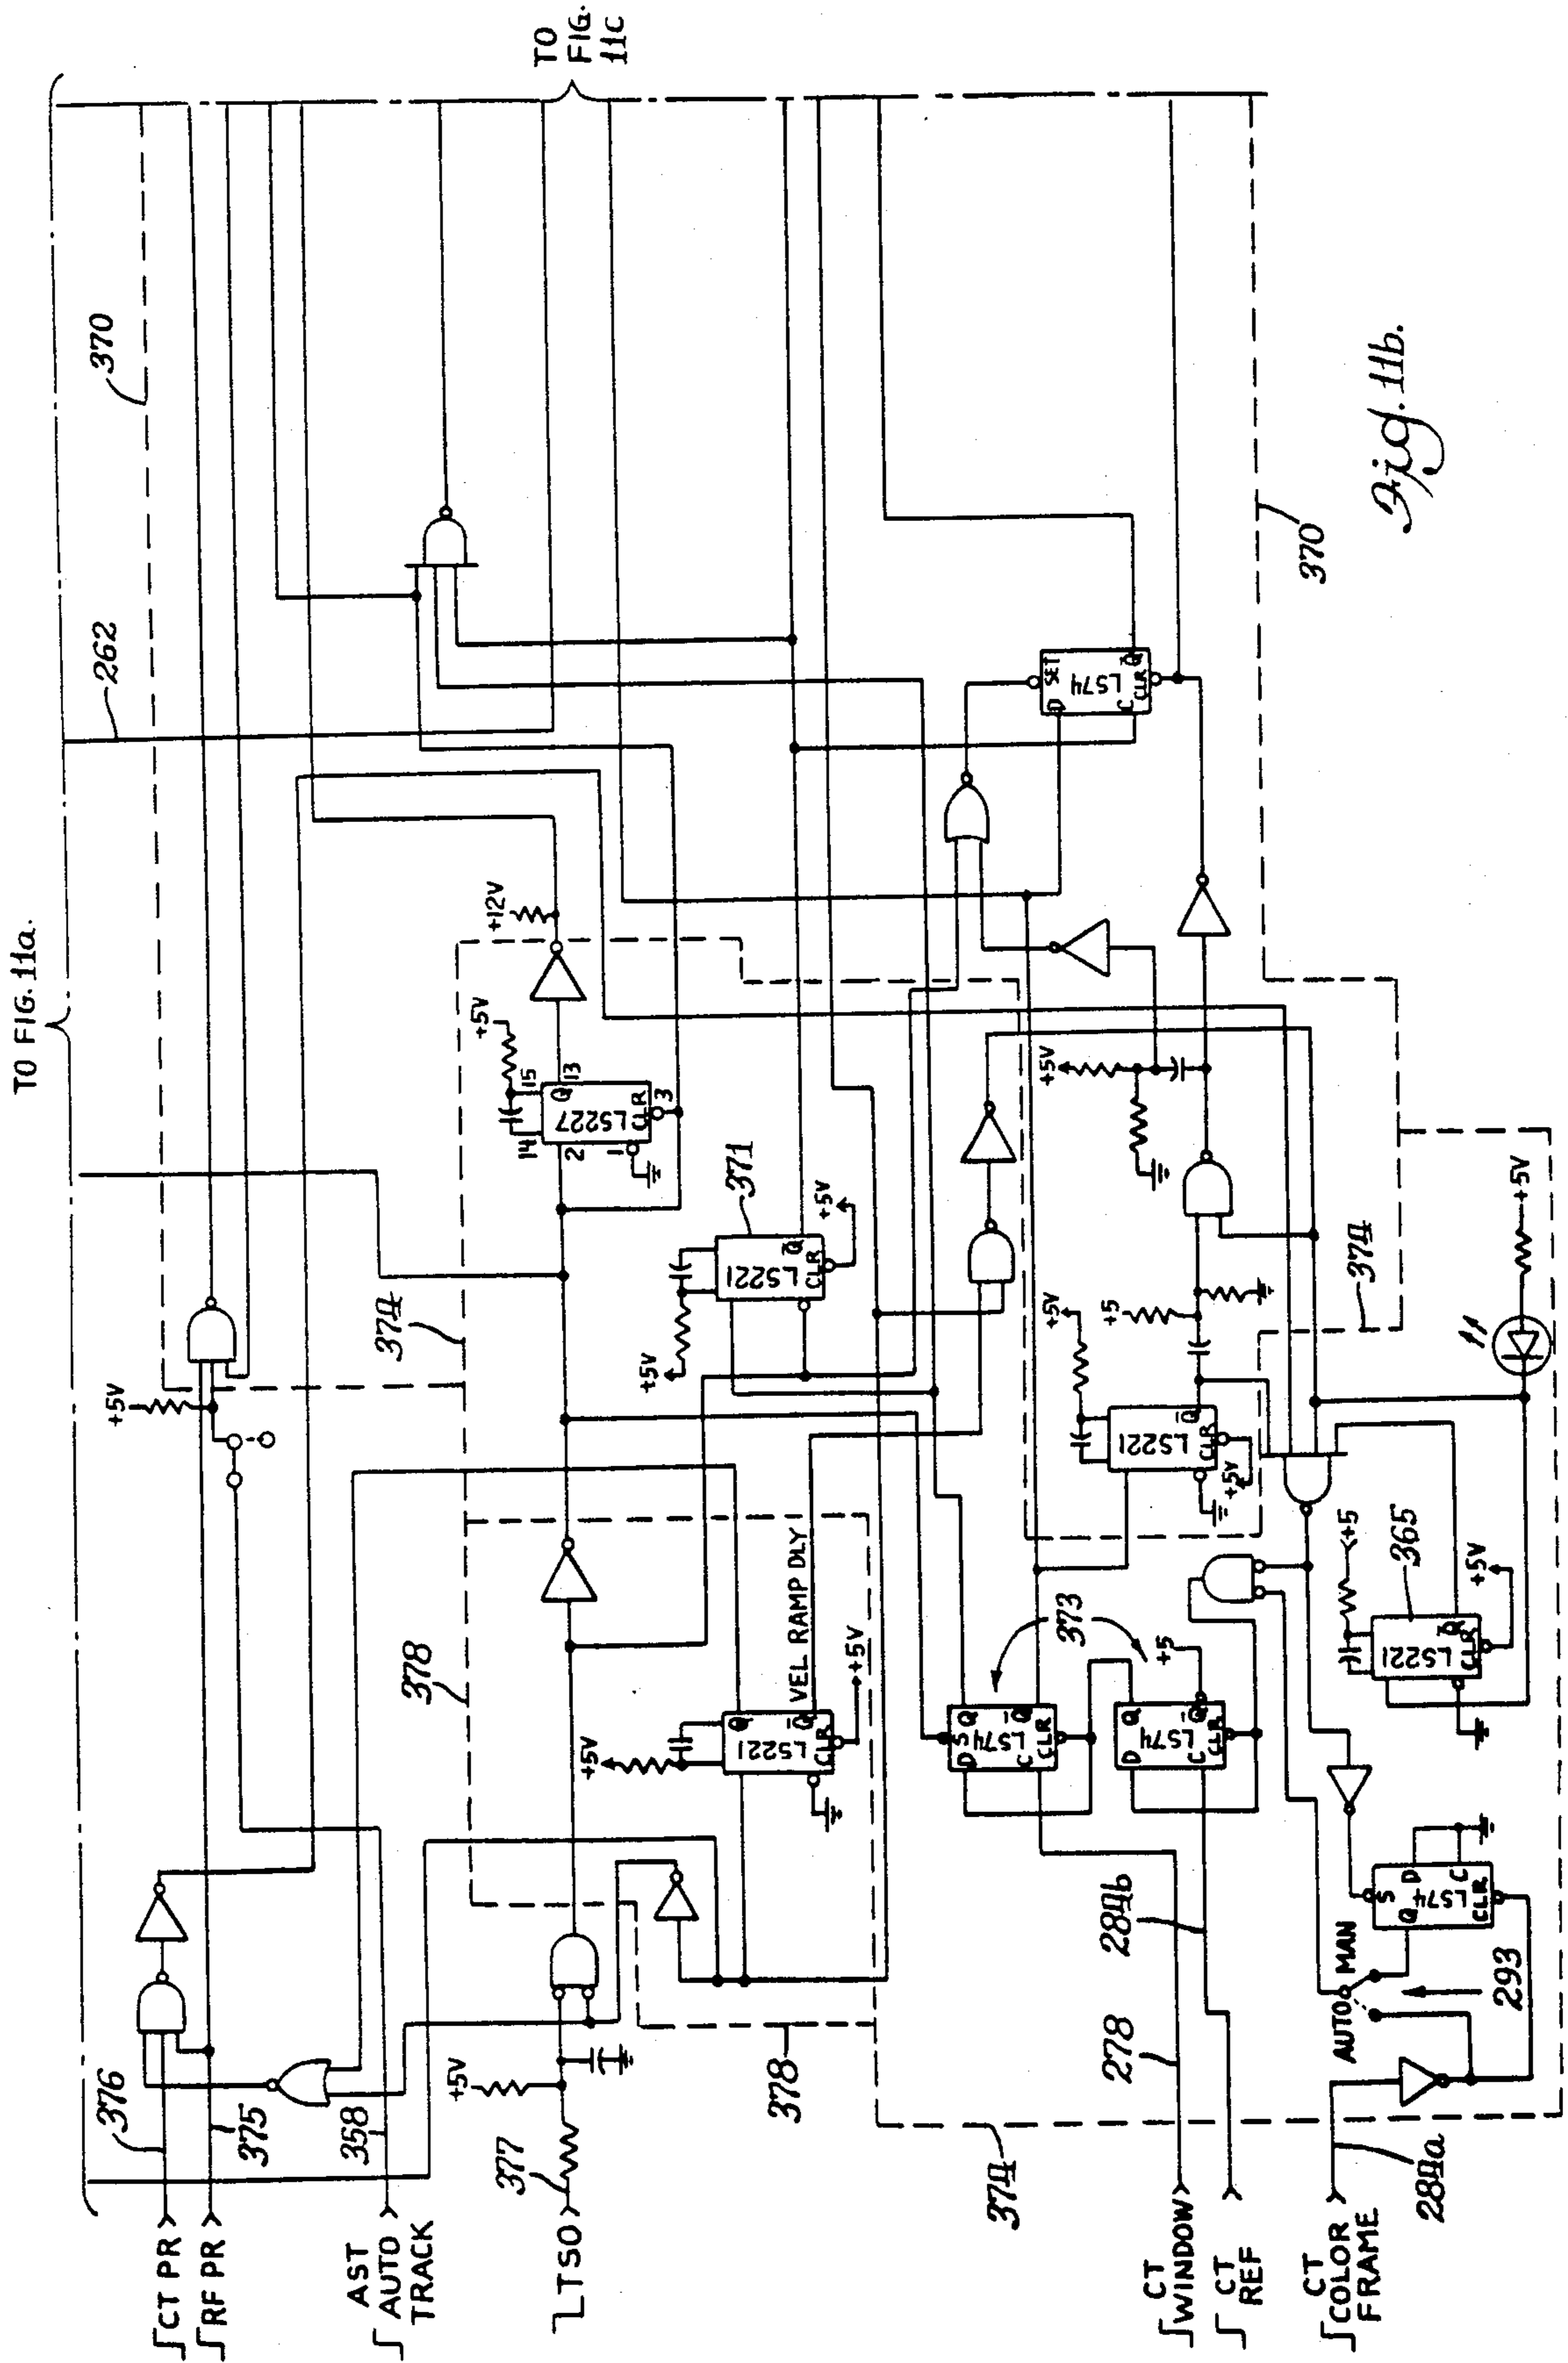 TO FIG. 11a.
TO
FIG.
11C
262
370
376
375
358
377
378
378
374
374
374
371
373
365
370
278
284b
284a
293
CT PR
RF PR
AST
AUTO
TRACK
LTSO
CT
WINDOW
CT
REF
CT
COLOR
FRAME
+5V
+5V
+5V
Q
LS221
Q
CLR
+5V
VEL RAMP DLY
+5V
14
15
Q
13
2
LS227
1
CLR
3
+12V
+5V
LS221
Q
CLR
+5V
S
Q
D
LS74
C
Q
CLR
D
Q
LS74
C
Q
CLR
+5
+5V
LS221
Q
CLR
+5V
+5
+5V
D
SET
LS74
C
Q
CLR
+5
LS221
Q
CLR
+5V
+5V
AUTO
MAN
S
D
Q
LS74
C
CLR
Fig. 11b.